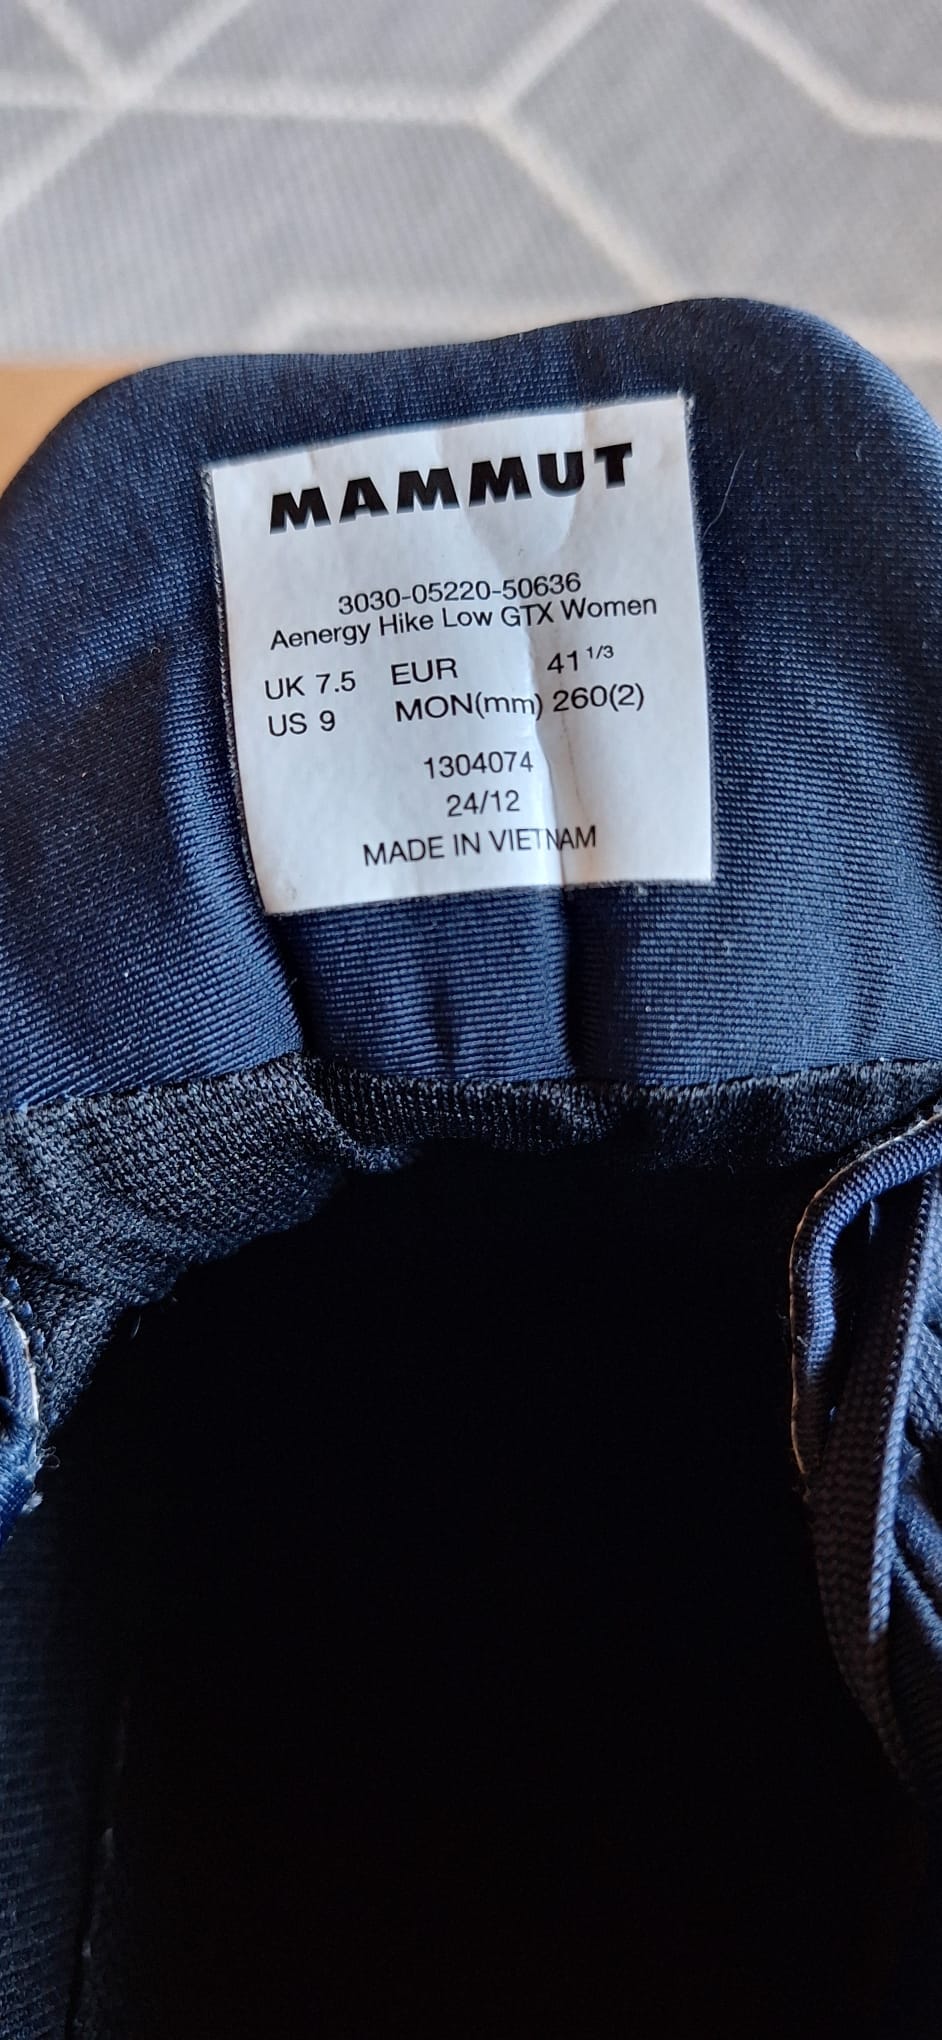 MAMMUT
3030-05220-50636
Aenergy Hike Low GTX Women
UK 7.5 EUR 41 1/3
US 9 MON(mm) 260(2)
1304074
24/12
MADE IN VIETNAM